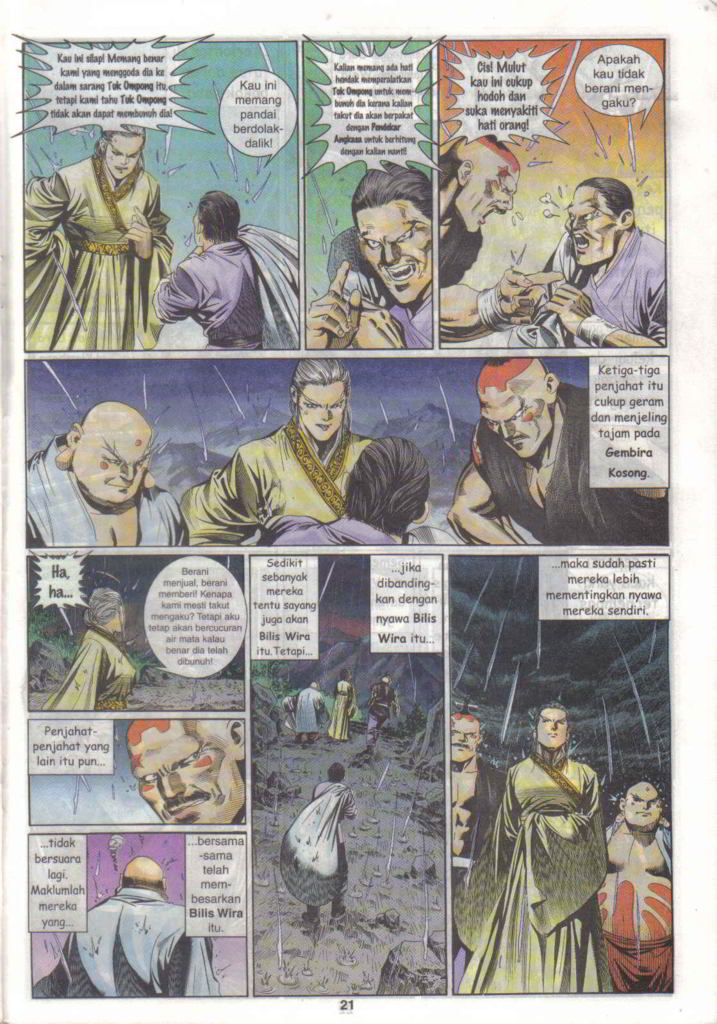 Kau ini silap! Memang benar
kami yang menggoda dia ke
dalam sarang Tok Ompong itu,
tetapi kami tahu Tok Ompong
tidak akan dapat membunuh dia!
Kau ini
memang
pandai
berdolak-
dalik!
Kalian memang ada hati
hendak memperalatkan
Tok Ompong untuk mem-
bunuh dia kerana kalian
takut dia akan berpakat
dengan Pendekar
Angkasa untuk berhitung
dengan kalian nanti!
Cis! Mulut
kau ini cukup
hodoh dan
suka menyakiti
hati orang!
Apakah
kau tidak
berani men-
gaku?
Ketiga-tiga
penjahat itu
cukup geram
dan menjeling
tajam pada
Gembira
Kosong.
Ha,
ha...
Berani
menjual, berani
memberi! Kenapa
kami mesti takut
mengaku? Tetapi aku
tetap akan bercucuran
air mata kalau
benar dia telah
dibunuh!
Penjahat-
penjahat yang
lain itu pun...
...tidak
bersuara
lagi.
Maklumlah
mereka
yang...
...bersama
-sama
telah
mem-
besarkan
Bilis Wira
itu.
Sedikit
sebanyak
mereka
tentu sayang
juga akan
Bilis Wira
itu. Tetapi...
...jika
dibanding-
kan dengan
nyawa Bilis
Wira itu...
...maka sudah pasti
mereka lebih
mementingkan nyawa
mereka sendiri.
21